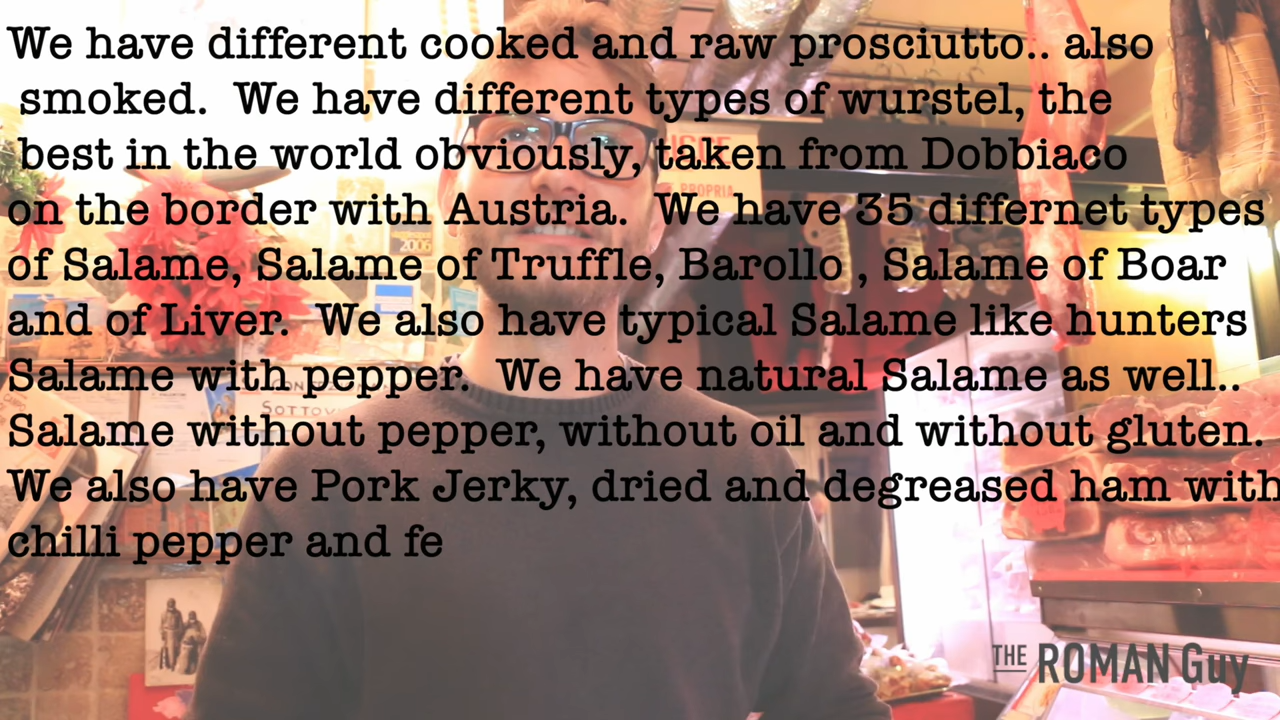 We have different cooked and raw prosciutto.. also
smoked. We have different types of wurstel, the
best in the world obviously, taken from Dobbiaco
on the border with Austria. We have 35 differnet types
of Salame, Salame of Truffle, Barollo , Salame of Boar
and of Liver. We also have typical Salame like hunters
Salame with pepper. We have natural Salame as well..
Salame without pepper, without oil and without gluten.
We also have Pork Jerky, dried and degreased ham with
chilli pepper and fe
PROPRIA
2006
SOTTOV
THE ROMAN Guy